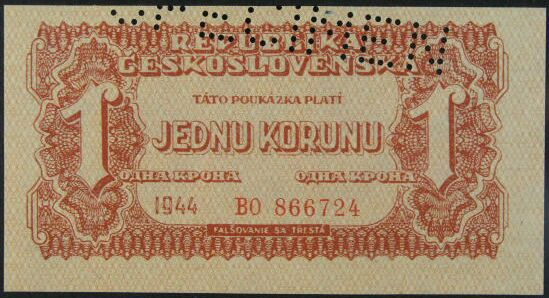 REPUBLIKA
ČESKOSLOVENSKÁ
TÁTO POUKÁZKA PLATÍ
1 JEDNU KORUNU 1
ОДНА КРОНА ОДНА КРОНА
1944 BO 866724
FALŠOVANIE SA TRESTÁ